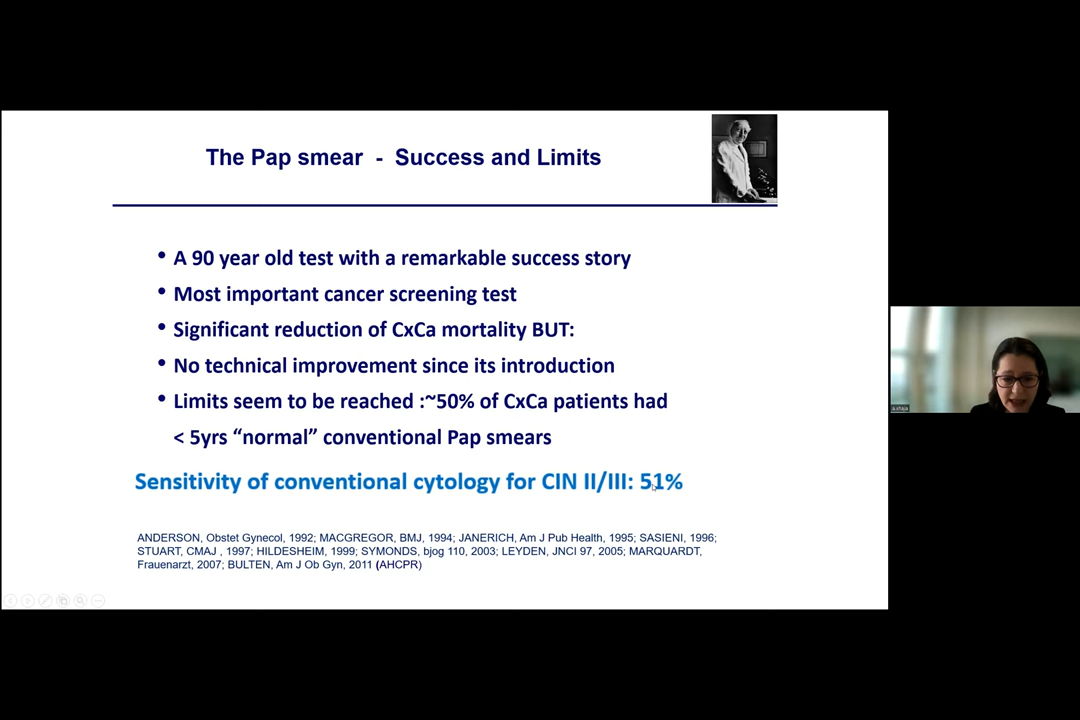 The Pap smear - Success and Limits
• A 90 year old test with a remarkable success story
• Most important cancer screening test
• Significant reduction of CxCa mortality BUT:
• No technical improvement since its introduction
• Limits seem to be reached :~50% of CxCa patients had
< 5yrs “normal” conventional Pap smears
Sensitivity of conventional cytology for CIN II/III: 51%
ANDERSON, Obstet Gynecol, 1992; MACGREGOR, BMJ, 1994; JANERICH, Am J Pub Health, 1995; SASIENI, 1996;
STUART, CMAJ , 1997; HILDESHEIM, 1999; SYMONDS, bjog 110, 2003; LEYDEN, JNCI 97, 2005; MARQUARDT,
Frauenarzt, 2007; BULTEN, Am J Ob Gyn, 2011 (AHCPR)